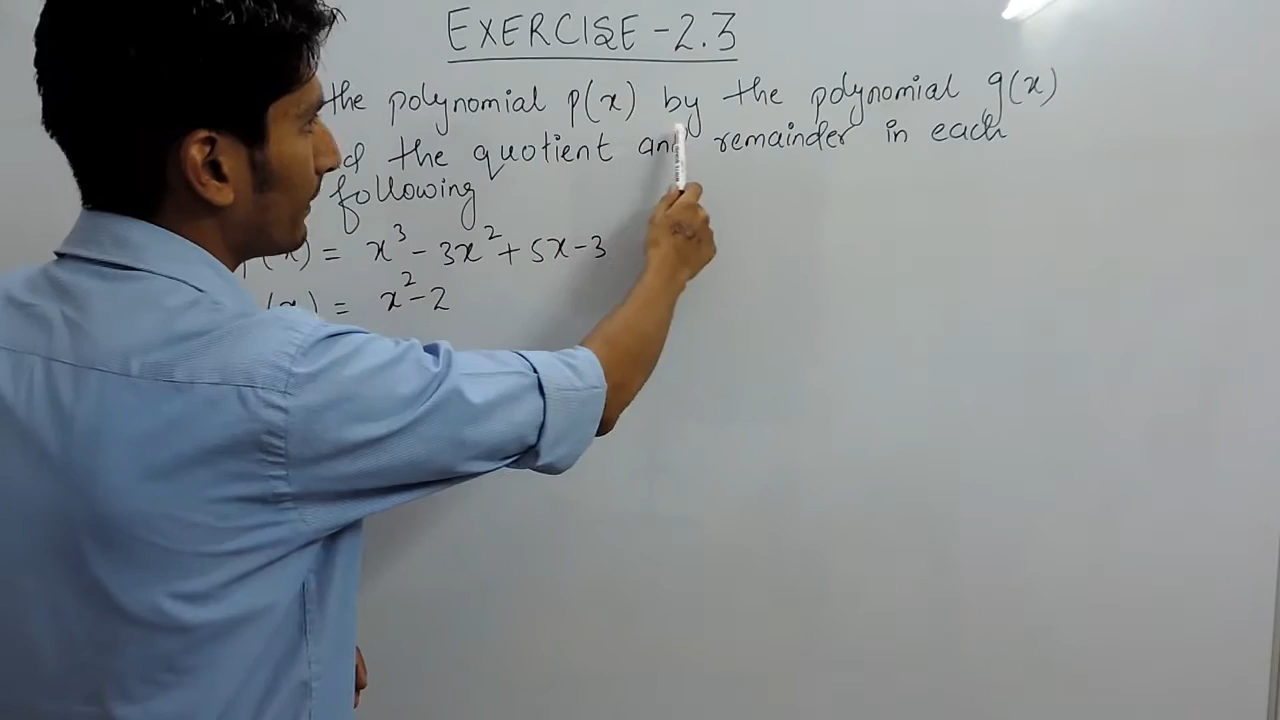 EXERCISE - 2.3
the polynomial p(x) by the polynomial g(x)
the quotient and remainder in each
following
(x) = x³ - 3x² + 5x - 3
(x) = x² - 2